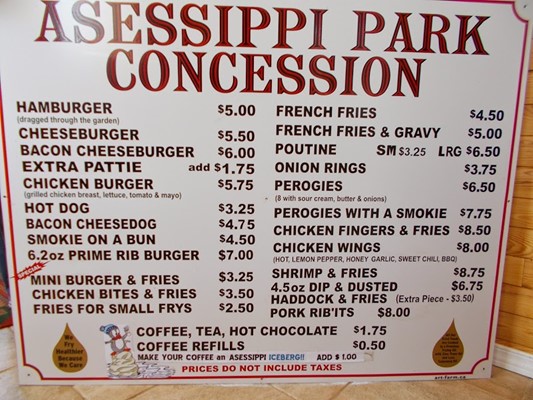 ASESSIPPI PARK
CONCESSION
HAMBURGER $5.00
(dragged through the garden)
CHEESEBURGER $5.50
BACON CHEESEBURGER $6.00
EXTRA PATTIE add $1.75
CHICKEN BURGER $5.75
(grilled chicken breast, lettuce, tomato & mayo)
HOT DOG $3.25
BACON CHEESEDOG $4.75
SMOKIE ON A BUN $4.50
6.2oz PRIME RIB BURGER $7.00
SPECIAL
MINI BURGER & FRIES $3.25
CHICKEN BITES & FRIES $3.50
FRIES FOR SMALL FRYS $2.50
FRENCH FRIES $4.50
FRENCH FRIES & GRAVY $5.00
POUTINE SM $3.25 LRG $6.50
ONION RINGS $3.75
PEROGIES $6.50
(8 with sour cream, butter & onions)
PEROGIES WITH A SMOKIE $7.75
CHICKEN FINGERS & FRIES $8.50
CHICKEN WINGS $8.00
(HOT, LEMON PEPPER, HONEY GARLIC, SWEET CHILI, BBQ)
SHRIMP & FRIES $8.75
4.5oz DIP & DUSTED $6.75
HADDOCK & FRIES (Extra Piece - $3.50)
PORK RIB'ITS $8.00
We
Fry
Healthier
Because
We Care
COFFEE, TEA, HOT CHOCOLATE $1.75
COFFEE REFILLS $0.50
MAKE YOUR COFFEE an ASESSIPPI ICEBERG!! ADD $1.00
PRICES DO NOT INCLUDE TAXES